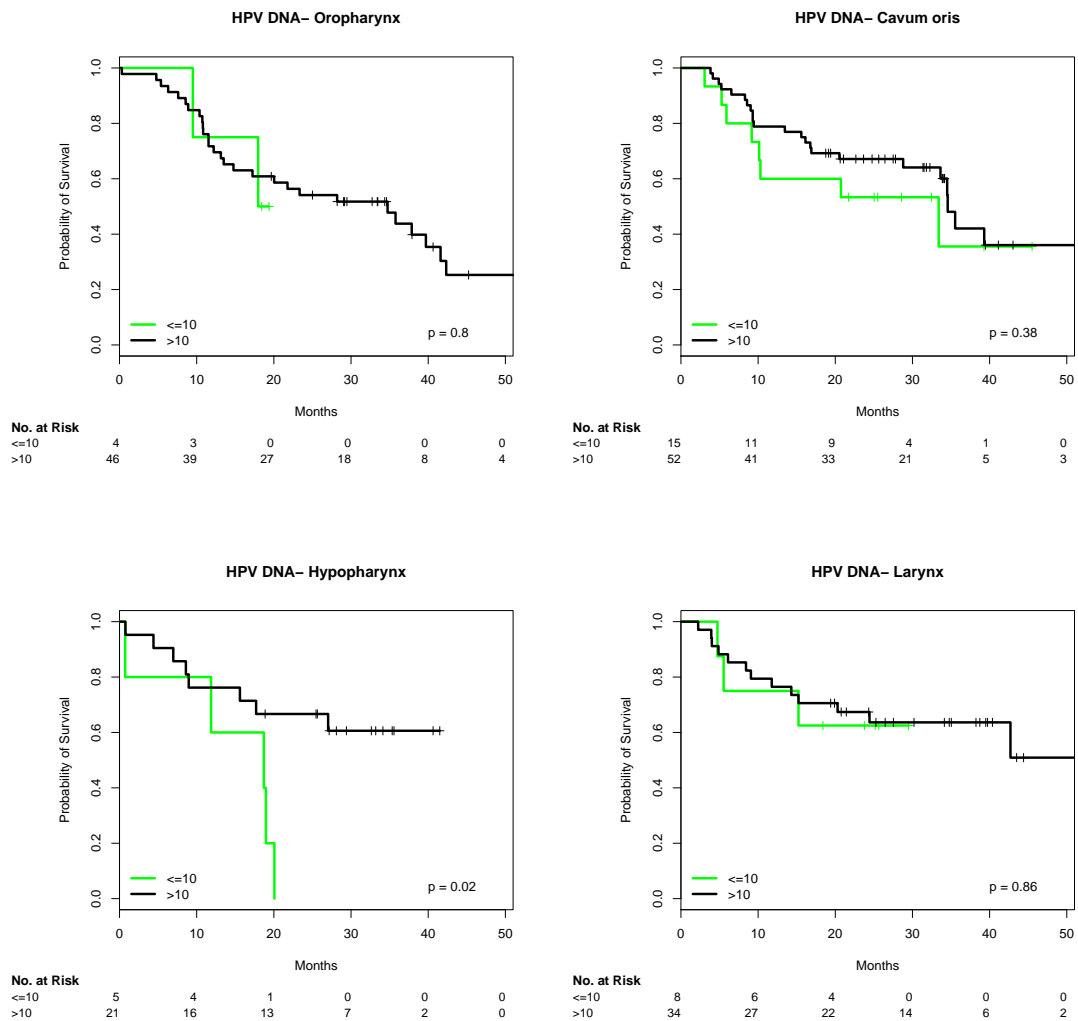 HPV DNA− Oropharynx
Probability of Survival
1.0
0.8
0.6
0.4
0.2
0.0
<=10
>10
p = 0.8
0 10 20 30 40 50
Months
No. at Risk
<=10 4 3 0 0 0 0
>10 46 39 27 18 8 4
HPV DNA− Cavum oris
Probability of Survival
1.0
0.8
0.6
0.4
0.2
0.0
<=10
>10
p = 0.38
0 10 20 30 40 50
Months
No. at Risk
<=10 15 11 9 4 1 0
>10 52 41 33 21 5 3
HPV DNA− Hypopharynx
Probability of Survival
1.0
0.8
0.6
0.4
0.2
0.0
<=10
>10
p = 0.02
0 10 20 30 40 50
Months
No. at Risk
<=10 5 4 1 0 0 0
>10 21 16 13 7 2 0
HPV DNA− Larynx
Probability of Survival
1.0
0.8
0.6
0.4
0.2
0.0
<=10
>10
p = 0.86
0 10 20 30 40 50
Months
No. at Risk
<=10 8 6 4 0 0 0
>10 34 27 22 14 6 2